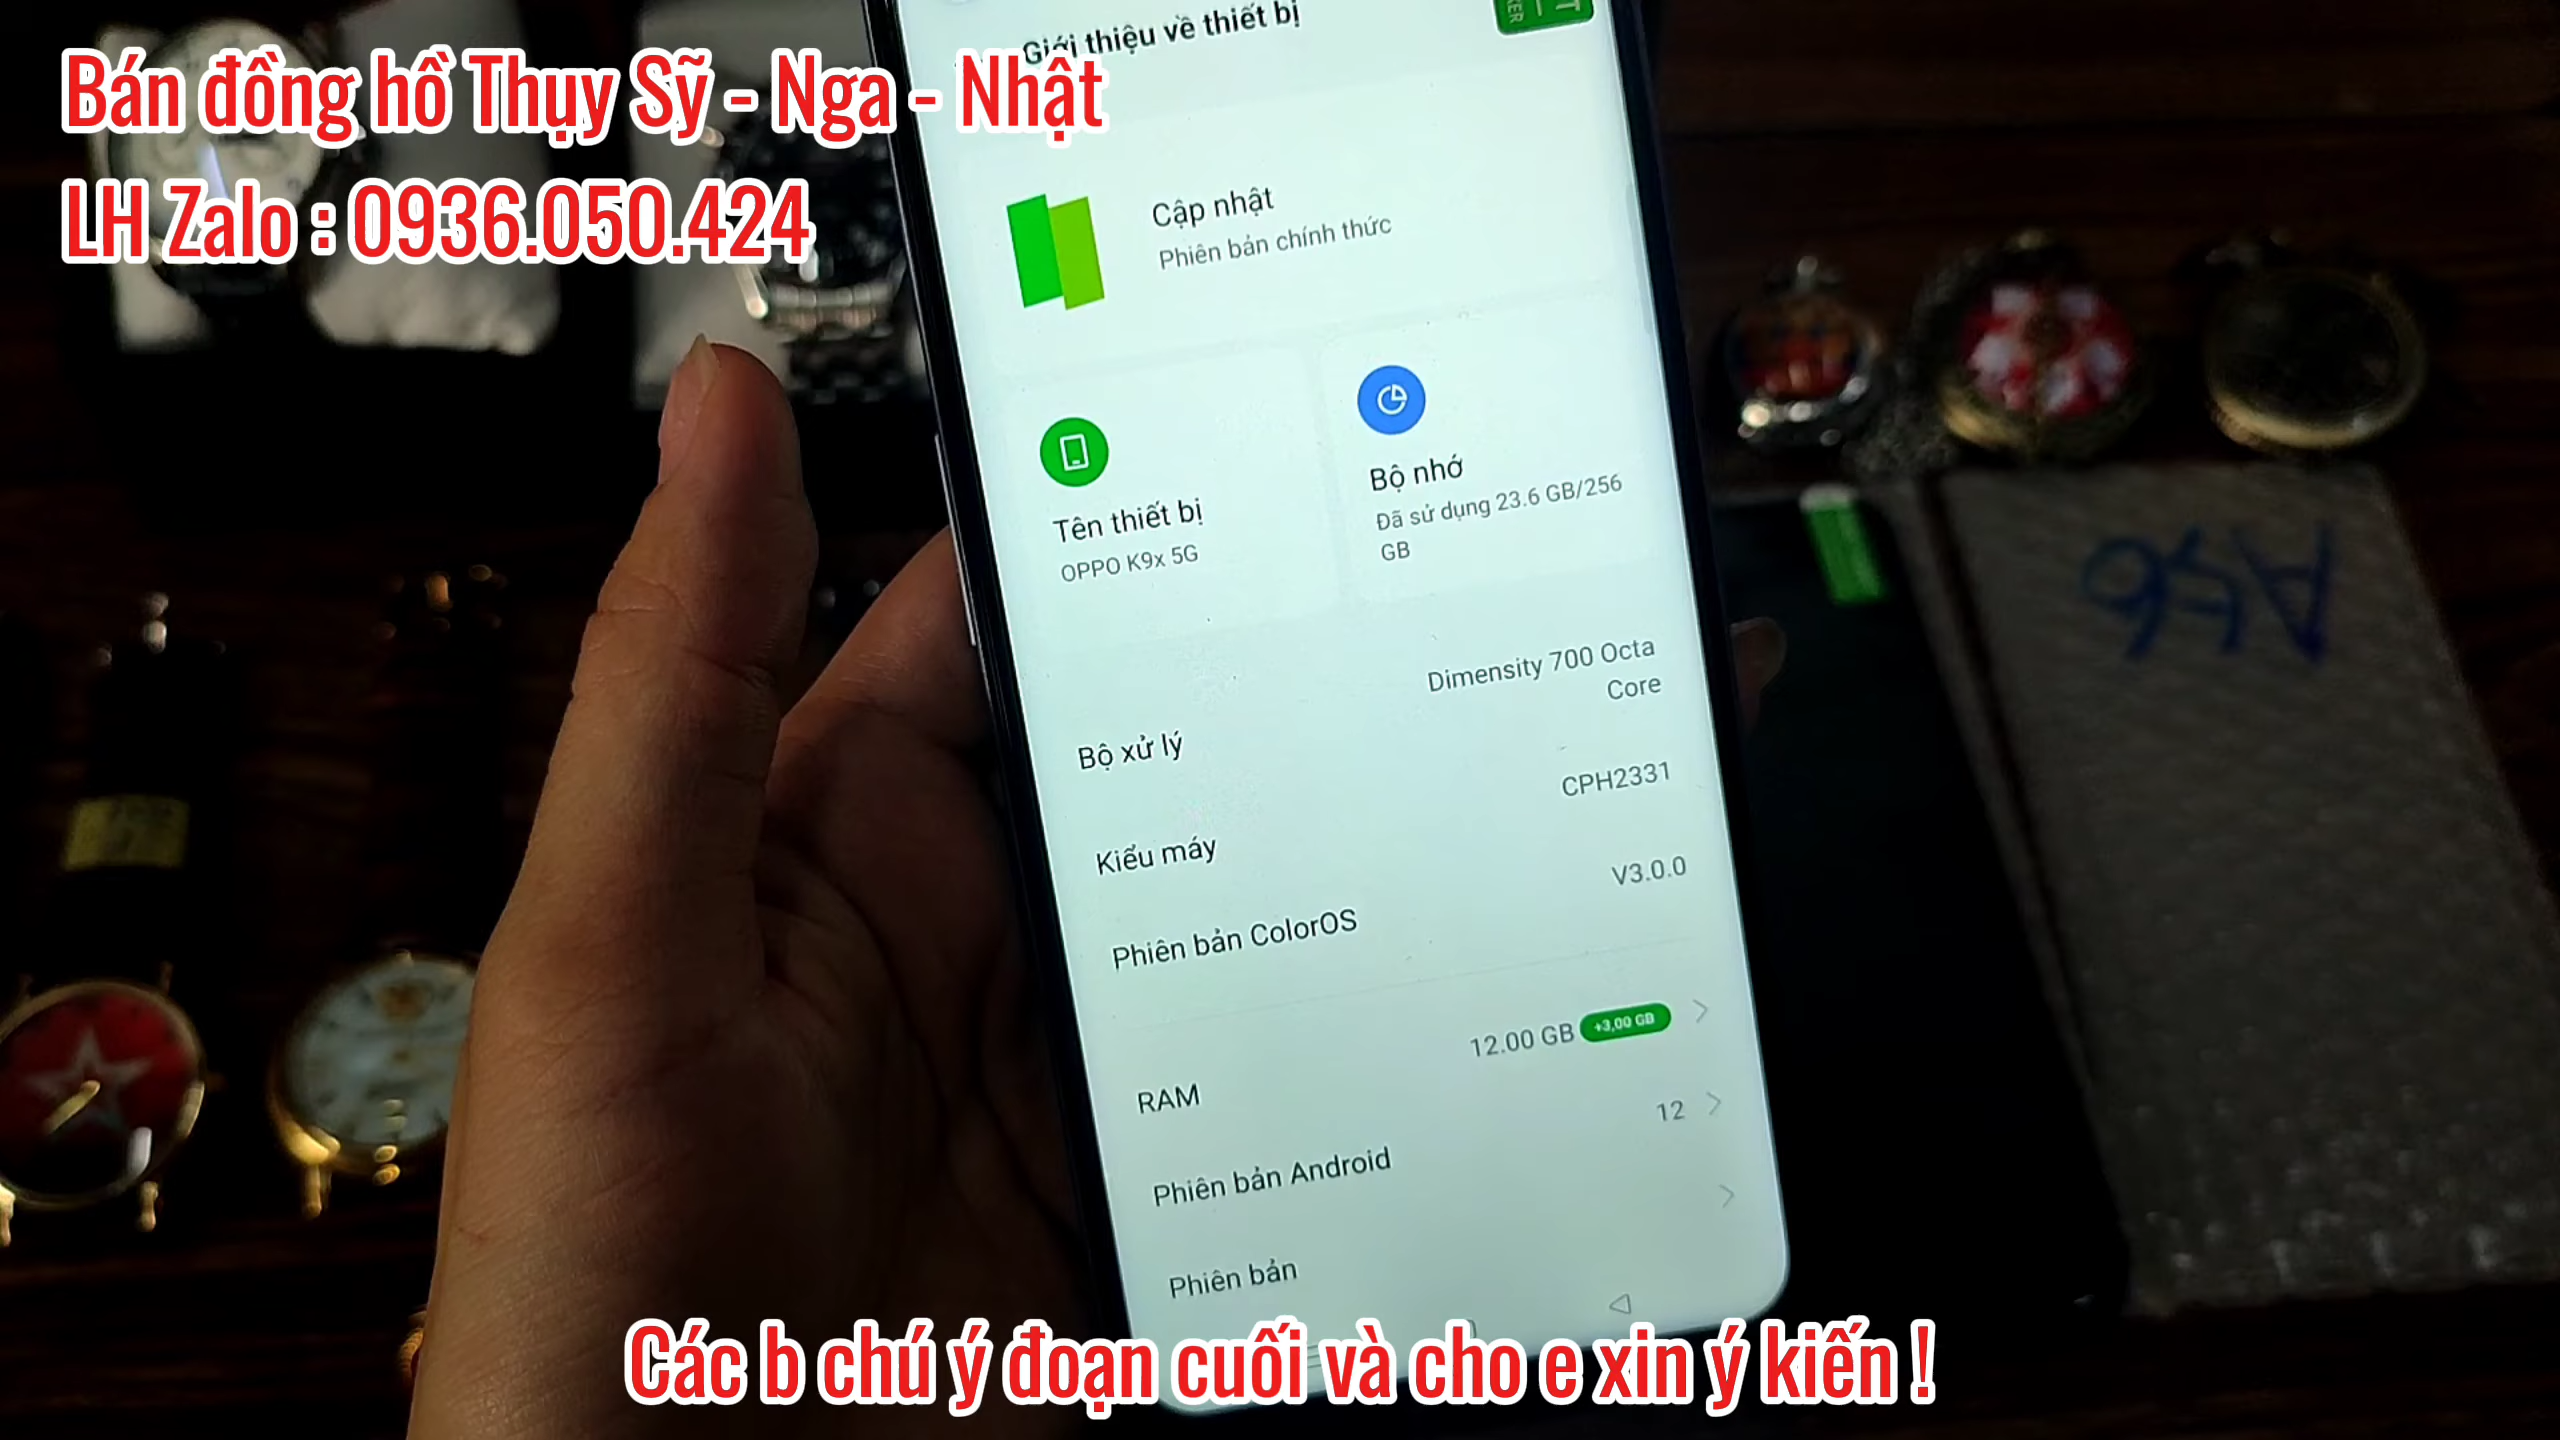 Giới thiệu về thiết bị
Bán đồng hồ Thụy Sỹ - Nga - Nhật
LH Zalo : 0936.050.424
Cập nhật
Phiên bản chính thức
Tên thiết bị
OPPO K9x 5G
Bộ nhớ
Đã sử dụng 23.6 GB/256
GB
Bộ xử lý
Dimensity 700 Octa
Core
Kiểu máy
CPH2331
Phiên bản ColorOS
V3.0.0
RAM
12.00 GB +3,00 GB
Phiên bản Android
12
Phiên bản
A56
Các b chú ý đoạn cuối và cho e xin ý kiến !